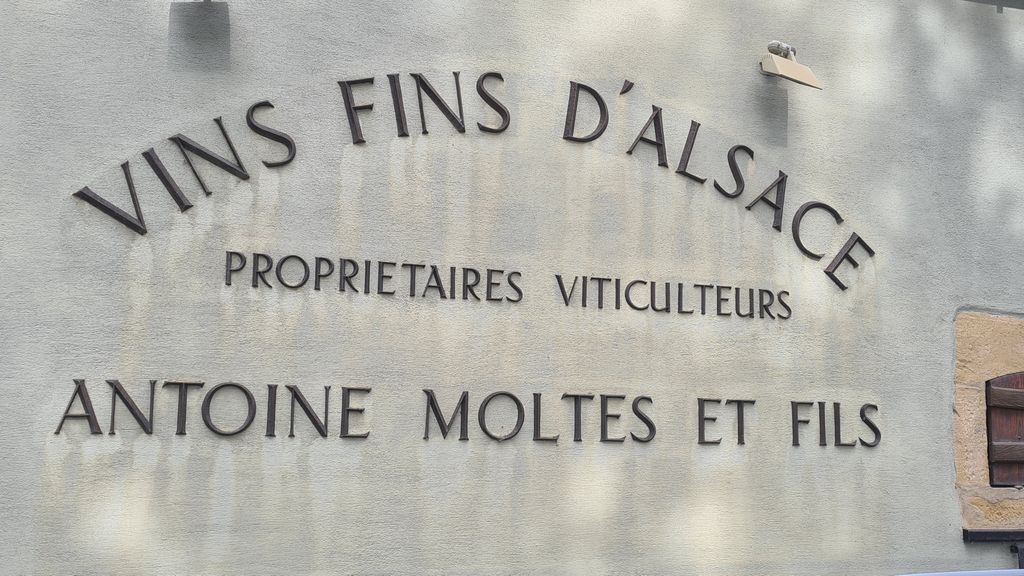 VINS FINS D'ALSACE
PROPRIETAIRES VITICULTEURS
ANTOINE MOLTES ET FILS